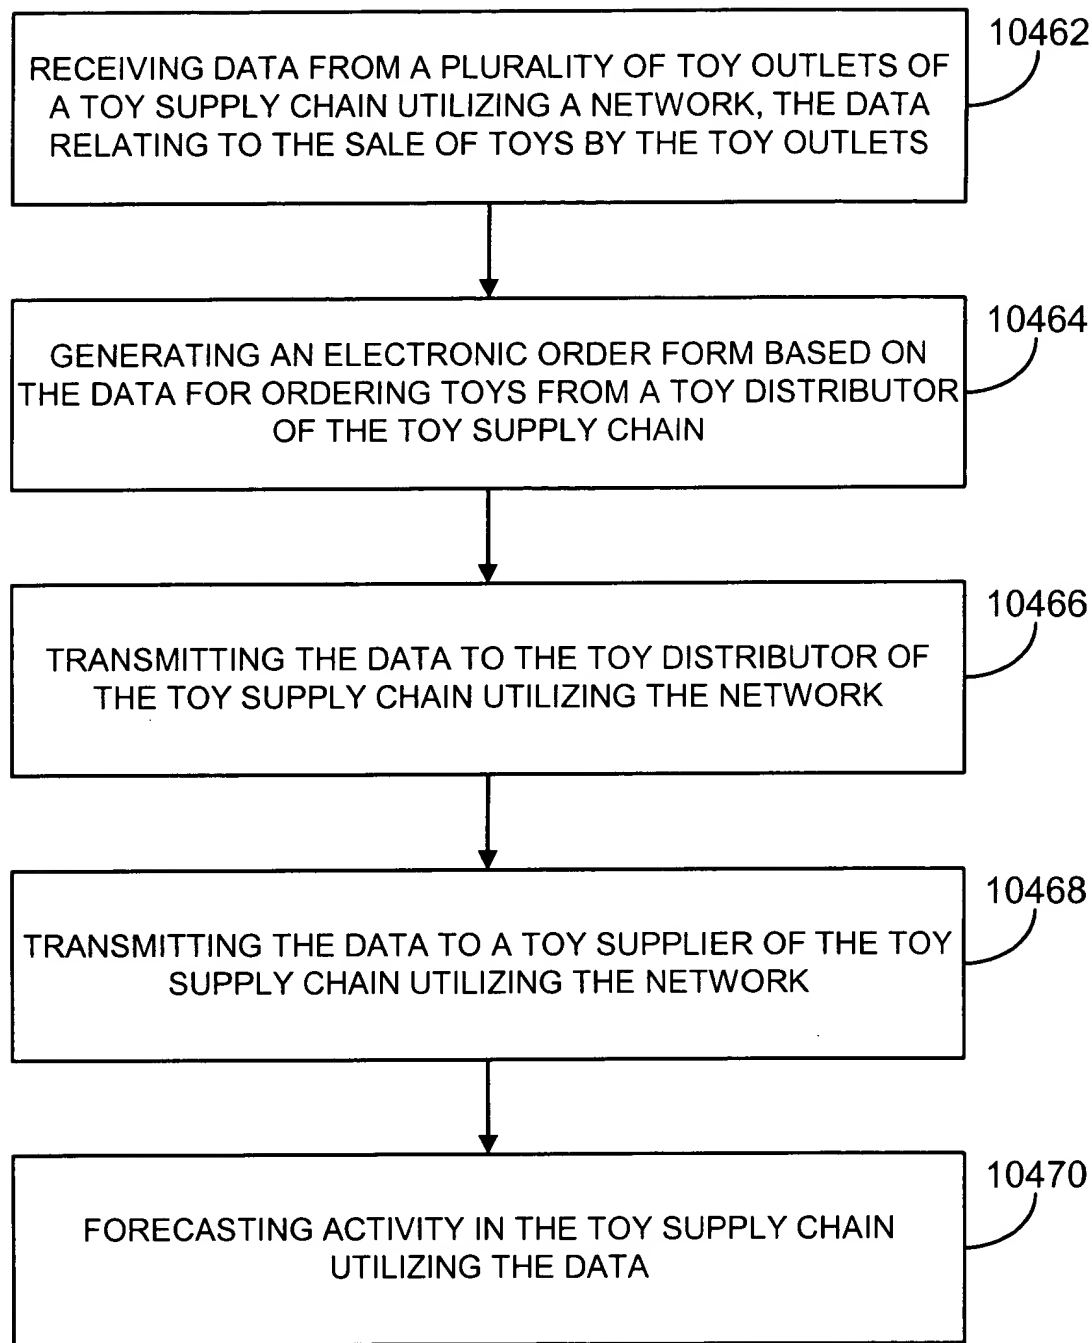 10462
RECEIVING DATA FROM A PLURALITY OF TOY OUTLETS OF
A TOY SUPPLY CHAIN UTILIZING A NETWORK, THE DATA
RELATING TO THE SALE OF TOYS BY THE TOY OUTLETS
10464
GENERATING AN ELECTRONIC ORDER FORM BASED ON
THE DATA FOR ORDERING TOYS FROM A TOY DISTRIBUTOR
OF THE TOY SUPPLY CHAIN
10466
TRANSMITTING THE DATA TO THE TOY DISTRIBUTOR OF
THE TOY SUPPLY CHAIN UTILIZING THE NETWORK
10468
TRANSMITTING THE DATA TO A TOY SUPPLIER OF THE TOY
SUPPLY CHAIN UTILIZING THE NETWORK
10470
FORECASTING ACTIVITY IN THE TOY SUPPLY CHAIN
UTILIZING THE DATA